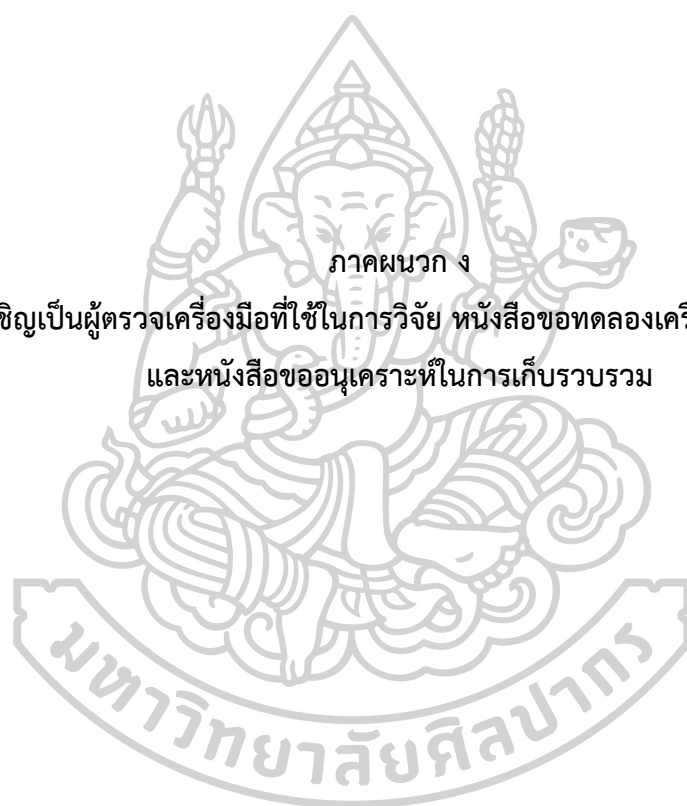 ภาคผนวก ง
ชิญเป็นผู้ตรวจเครื่องมือที่ใช้ในการวิจัย หนังสือขอทดลองเครื
และหนังสือขออนุเคราะห์ในการเก็บรวบรวม
มหาวิทยาลัยศิลปากร